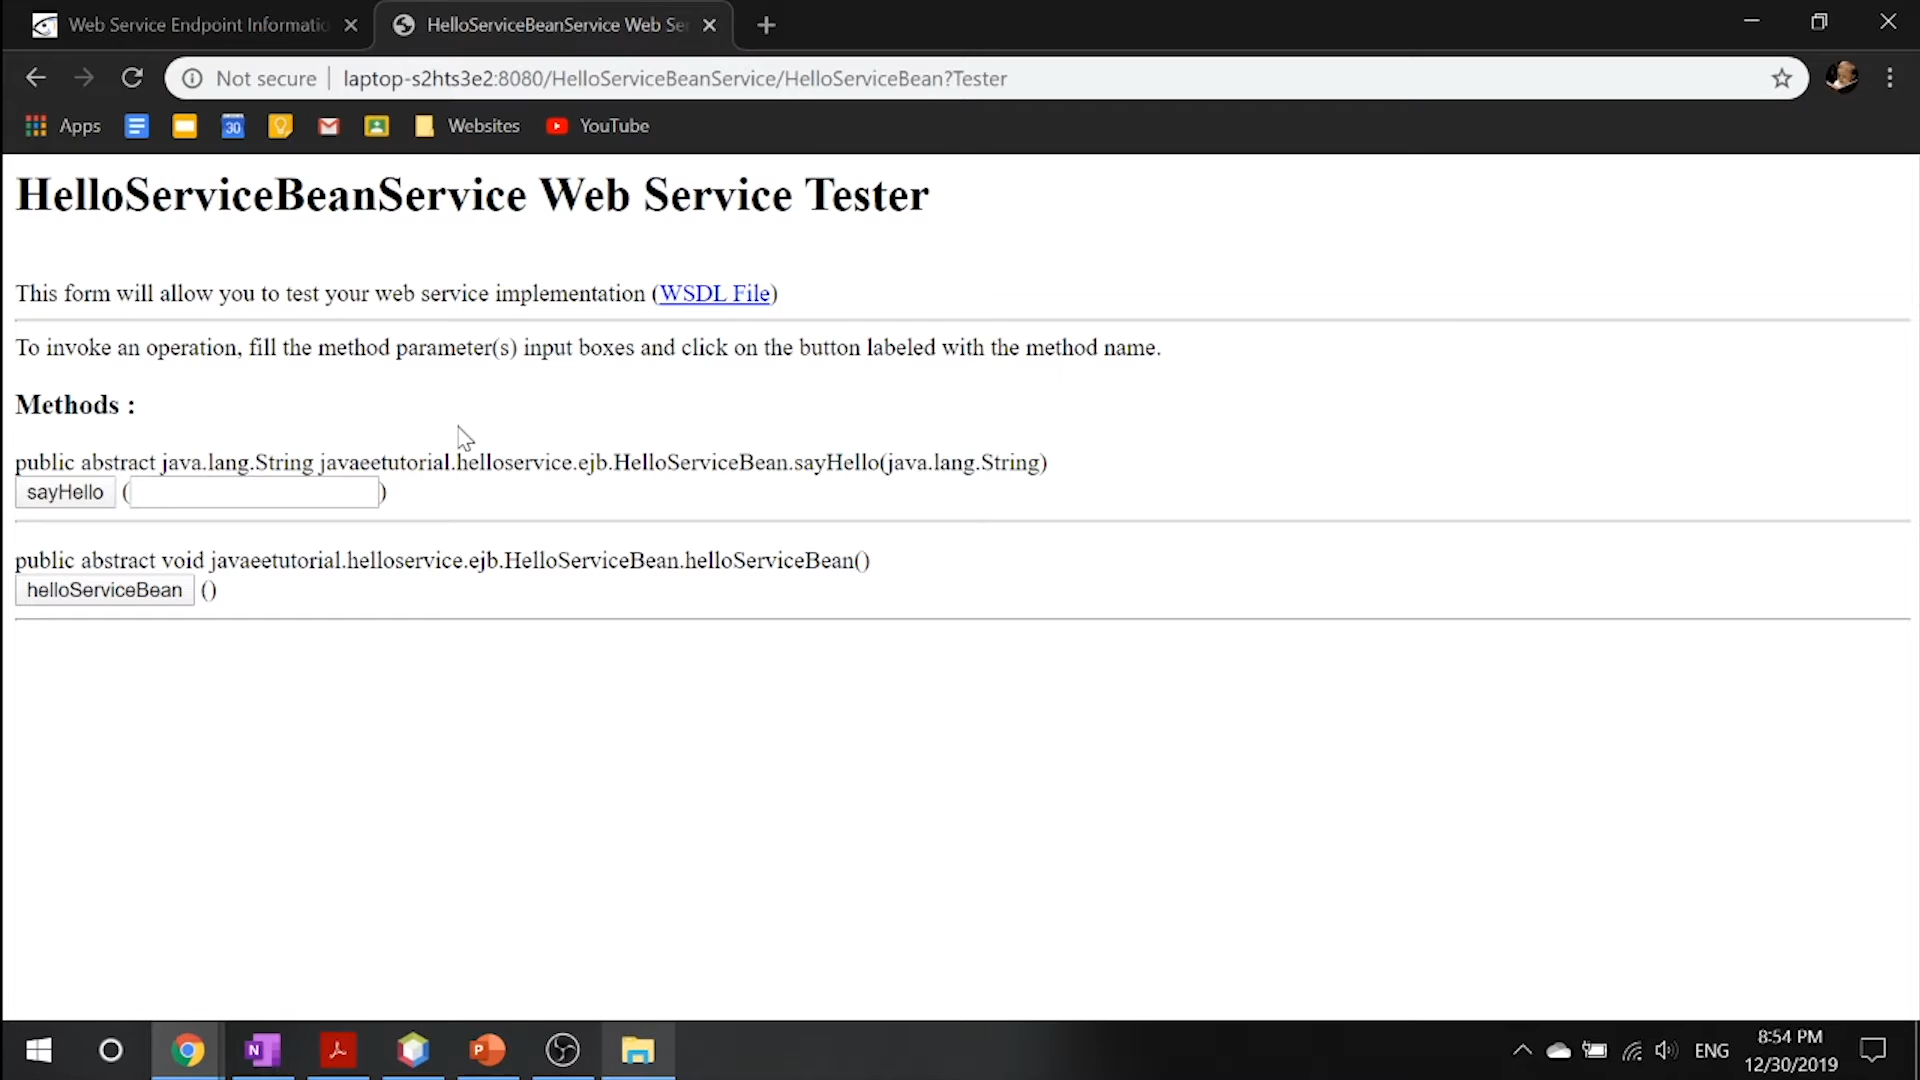 Web Service Endpoint Informatio
HelloServiceBeanService Web Se
Not secure
laptop-s2hts3e2:8080/HelloServiceBeanService/HelloServiceBean?Tester
Apps
30
Websites
YouTube
HelloServiceBeanService Web Service Tester
This form will allow you to test your web service implementation (WSDL File)
To invoke an operation, fill the method parameter(s) input boxes and click on the button labeled with the method name.
Methods :
public abstract java.lang.String javaeetutorial.helloservice.ejb.HelloServiceBean.sayHello(java.lang.String)
sayHello ( )
public abstract void javaeetutorial.helloservice.ejb.HelloServiceBean.helloServiceBean()
helloServiceBean ()
N
P
ENG
8:54 PM
12/30/2019